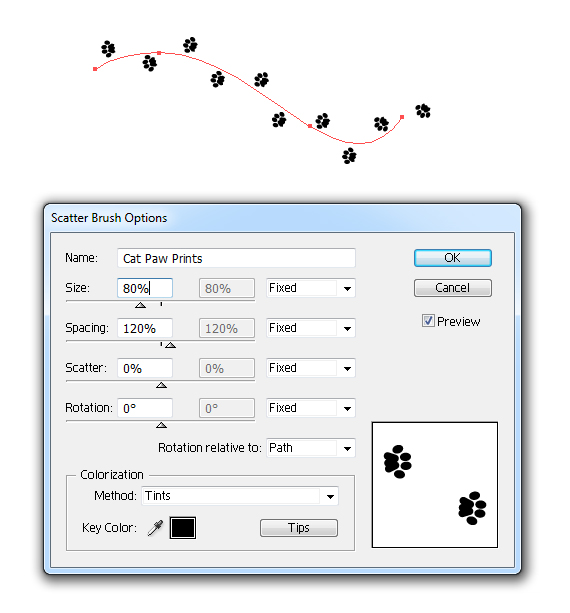 Scatter Brush Options
Name: Cat Paw Prints OK
Size: 80% 80% Fixed Cancel
Spacing: 120% 120% Fixed Preview
Scatter: 0% 0% Fixed
Rotation: 0° 0° Fixed
Rotation relative to: Path
Colorization
Method: Tints
Key Color: Tips